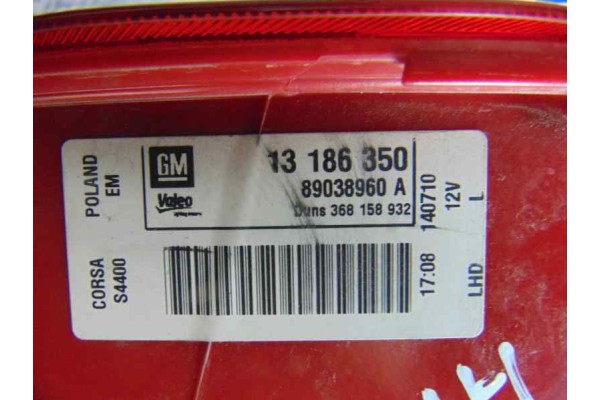 POLAND
EM
GM
Valeo
13 186 350
89038960 A
Duns 368 158 932
CORSA
S4400
17:08 140710
12V
LHD L